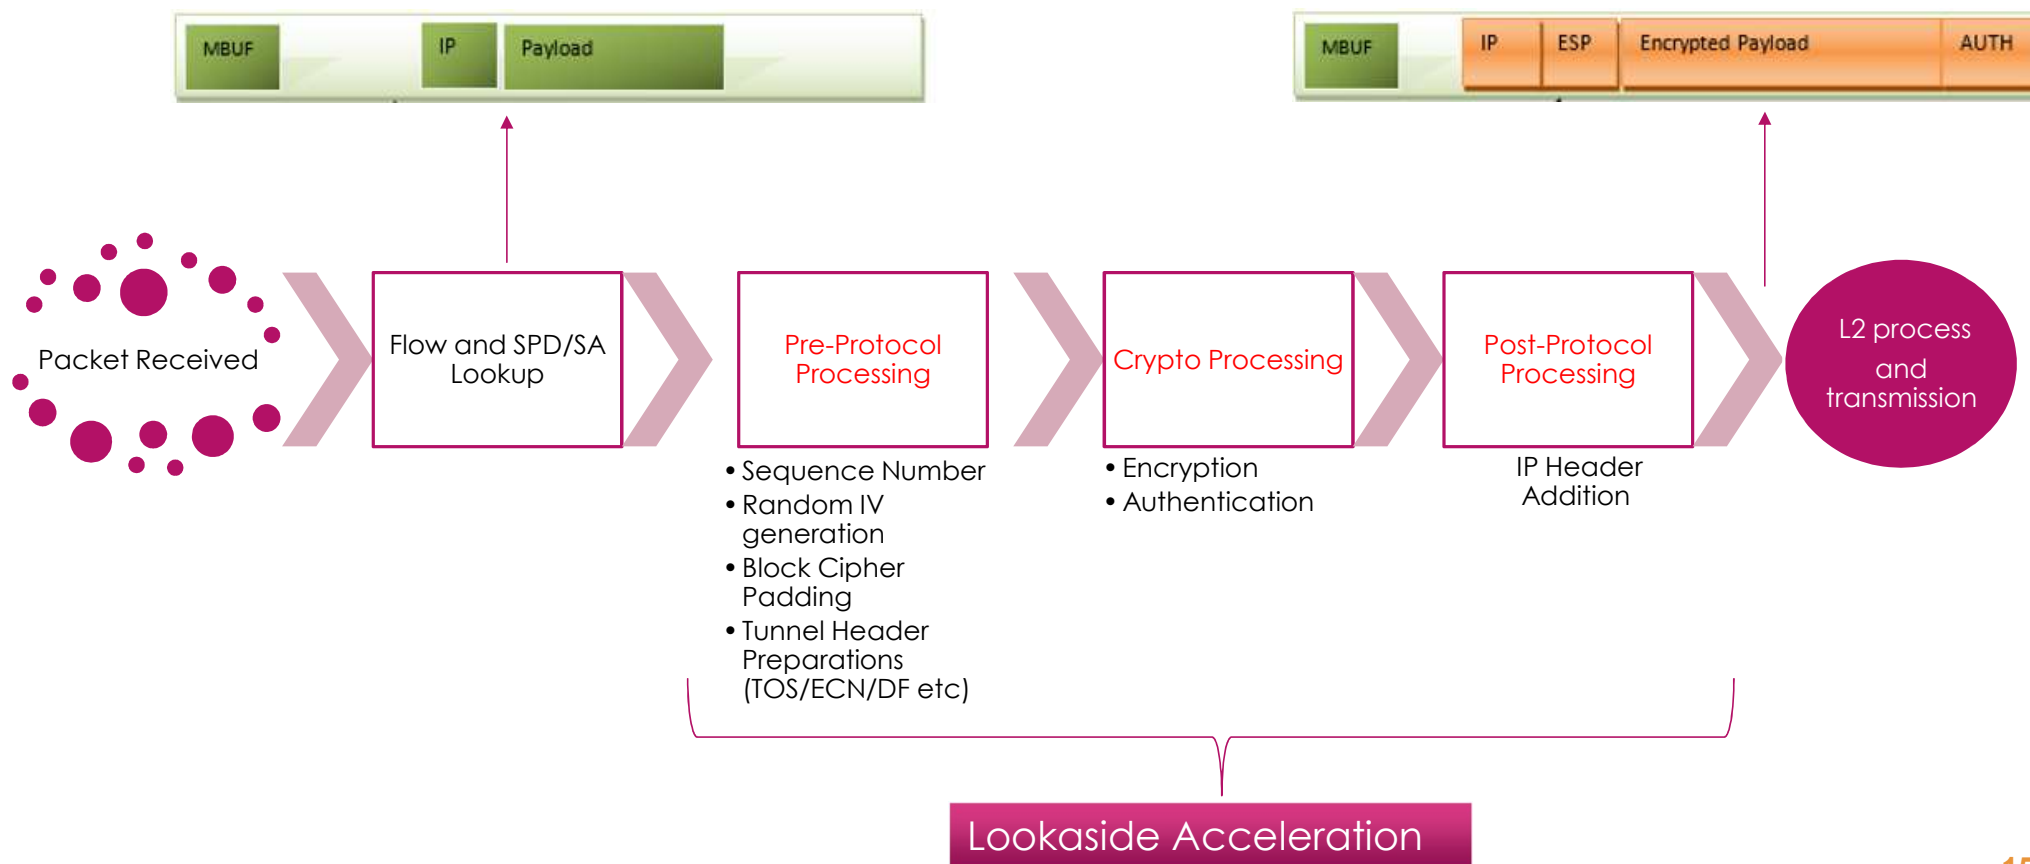 MBUF
IP
Payload
MBUF
IP
ESP
Encrypted Payload
AUTH
Packet Received
Flow and SPD/SA
Lookup
Pre-Protocol
Processing
Crypto Processing
Post-Protocol
Processing
L2 process
and
transmission
• Sequence Number
• Random IV
generation
• Block Cipher
Padding
• Tunnel Header
Preparations
(TOS/ECN/DF etc)
• Encryption
• Authentication
IP Header
Addition
Lookaside Acceleration